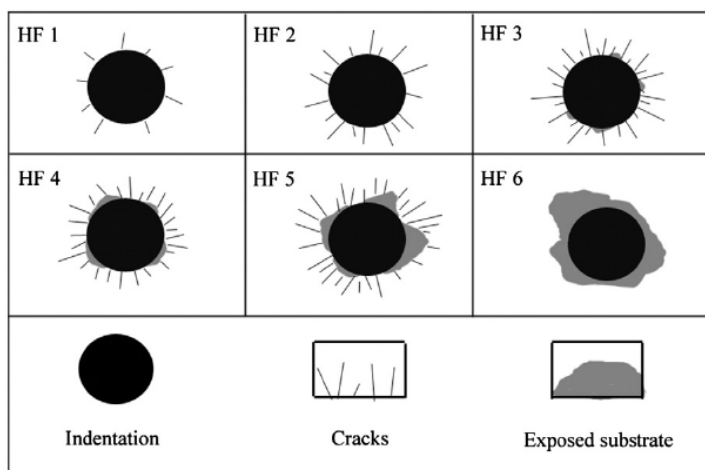 HF 1
HF 2
HF 3
HF 4
HF 5
HF 6
Indentation
Cracks
Exposed substrate